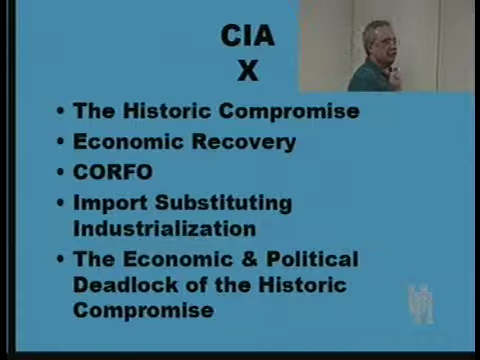 CIA
X
• The Historic Compromise
• Economic Recovery
• CORFO
• Import Substituting
Industrialization
• The Economic & Political
Deadlock of the Historic
Compromise